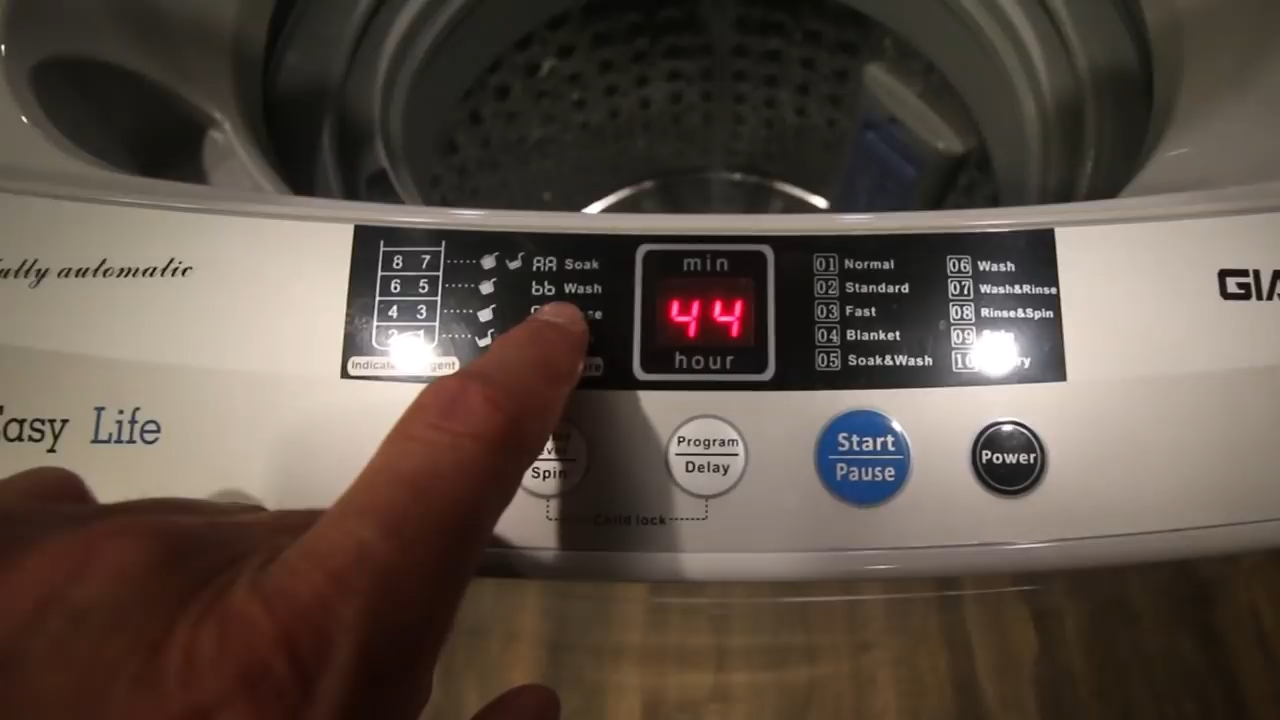 fully automatic
Easy Life
8 7
6 5
4 3
AA Soak
bb Wash
min
44
hour
01 Normal
02 Standard
03 Fast
04 Blanket
05 Soak&Wash
06 Wash
07 Wash&Rinse
08 Rinse&Spin
09
10
GIA
Spin
Program
Delay
Start
Pause
Power
Child lock